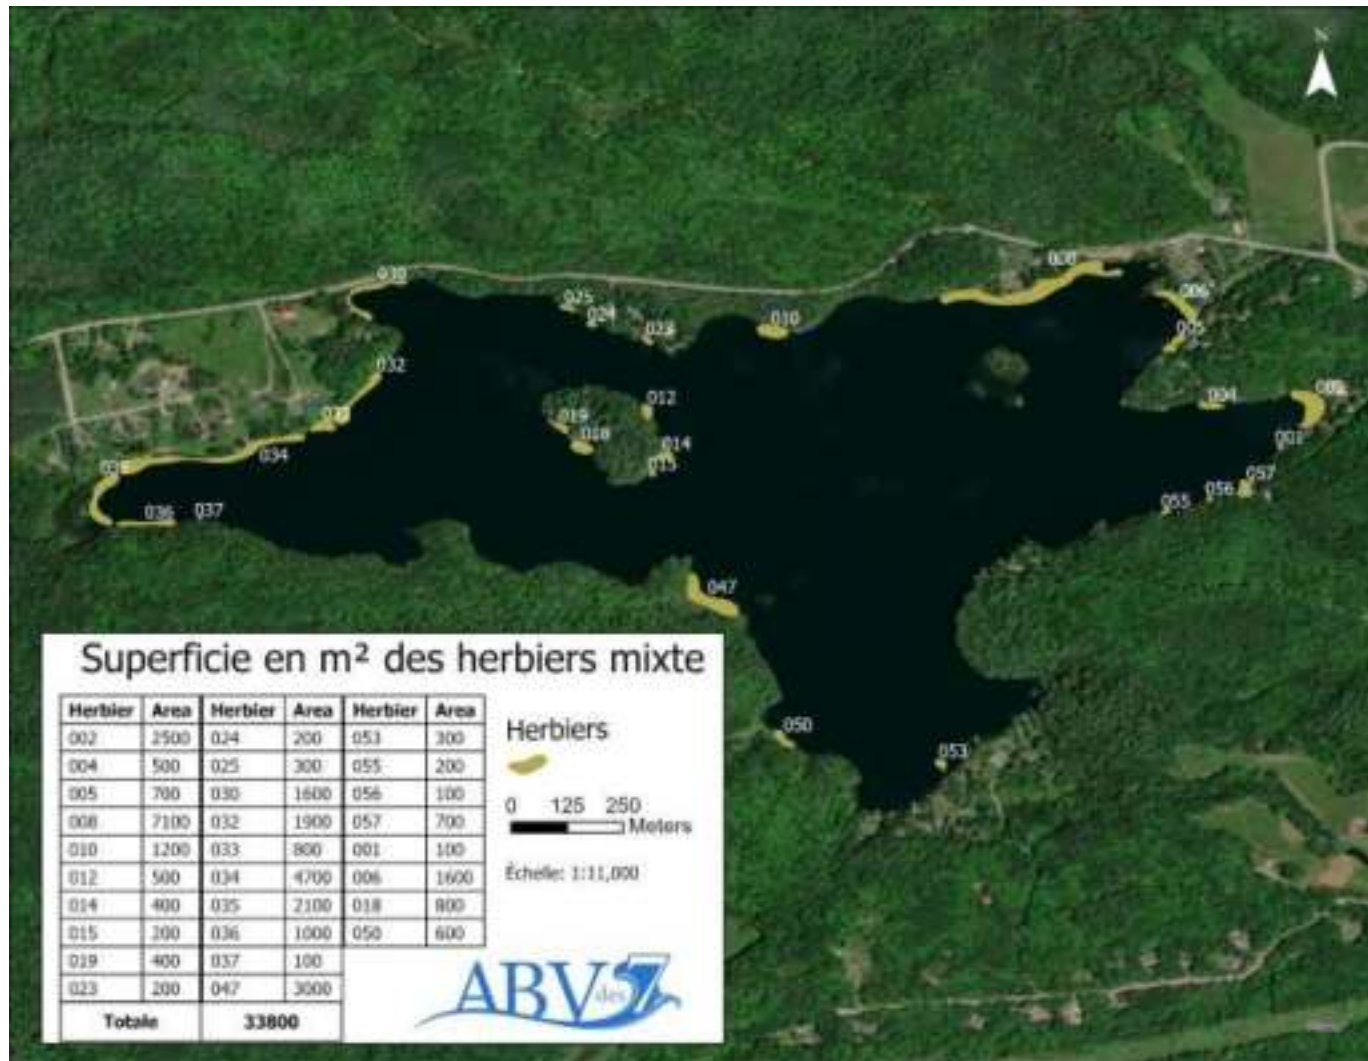 N
030
008
025
024
023
010
006
005
032
012
004
002
033
019
018
014
001
034
015
035
057
056
055
036
037
047
050
053
Superficie en m² des herbiers mixte
Herbier Area Herbier Area Herbier Area
002 2500 024 200 053 300
004 500 025 300 055 200
005 700 030 1600 056 100
008 7100 032 1900 057 700
010 1200 033 800 001 100
012 500 034 4700 006 1600
014 400 035 2100 018 800
015 200 036 1000 050 600
019 400 037 100
023 200 047 3000
Totale 33800
Herbiers
0 125 250
Meters
Échelle: 1:11,000
ABV des 7